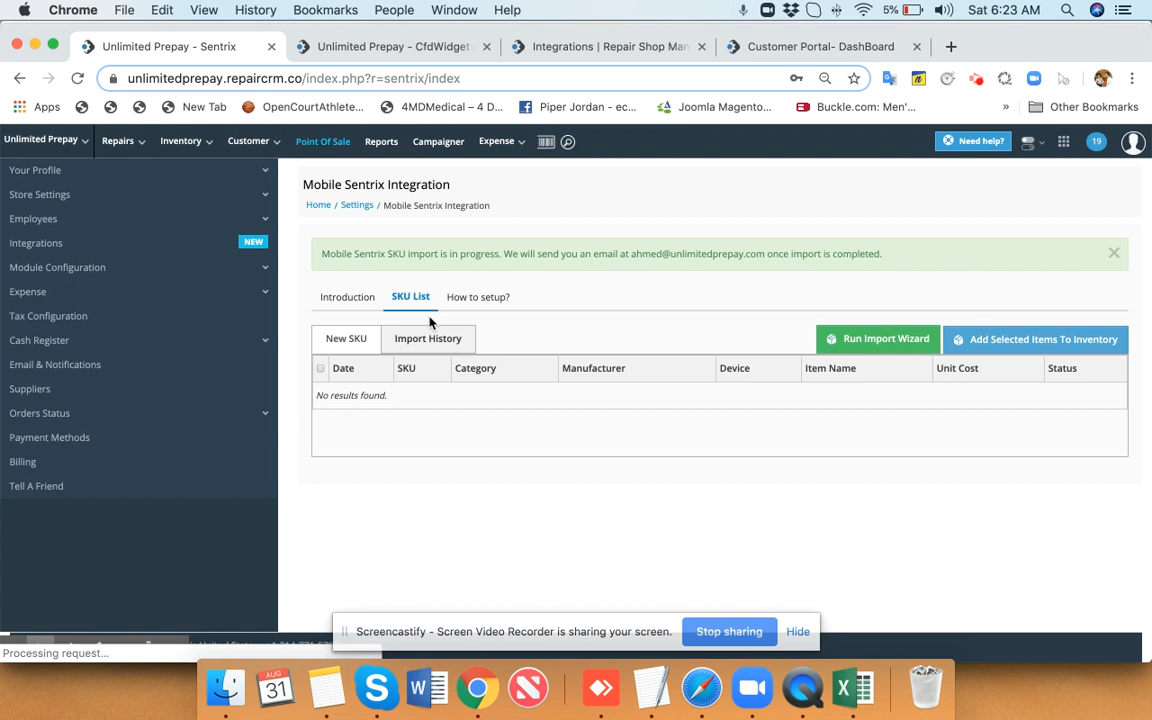 Chrome File Edit View History Bookmarks People Window Help 5% Sat 6:23 AM
Unlimited Prepay - Sentrix Unlimited Prepay - CfdWidget Integrations | Repair Shop Man Customer Portal- DashBoard
unlimitedprepay.repaircrm.co/index.php?r=sentrix/index
Apps New Tab OpenCourtAthlete... 4MDMedical – 4 D... Piper Jordan - ec... Joomla Magento... Buckle.com: Men'... » Other Bookmarks
Unlimited Prepay Repairs Inventory Customer Point Of Sale Reports Campaigner Expense Need help? 19
Your Profile
Store Settings
Employees
Integrations NEW
Module Configuration
Expense
Tax Configuration
Cash Register
Email & Notifications
Suppliers
Orders Status
Payment Methods
Billing
Tell A Friend
Mobile Sentrix Integration
Home / Settings / Mobile Sentrix Integration
Mobile Sentrix SKU import is in progress. We will send you an email at ahmed@unlimitedprepay.com once import is completed.
Introduction SKU List How to setup?
New SKU Import History Run Import Wizard Add Selected Items To Inventory
Date SKU Category Manufacturer Device Item Name Unit Cost Status
No results found.
Screencastify - Screen Video Recorder is sharing your screen. Stop sharing Hide
Processing request...
AUG
31